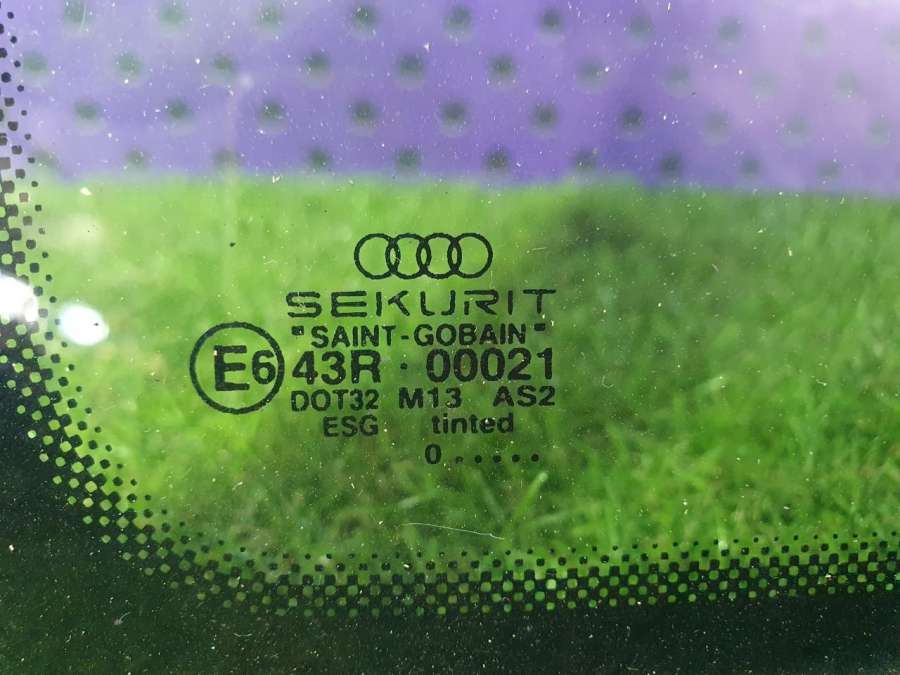 SEKURIT
"SAINT-GOBAIN"
E6 43R · 00021
DOT32 M13 AS2
ESG tinted
0 . . . . .